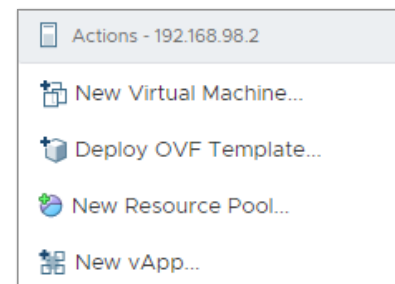 Actions - 192.168.98.2
New Virtual Machine...
Deploy OVF Template...
New Resource Pool...
New vApp...